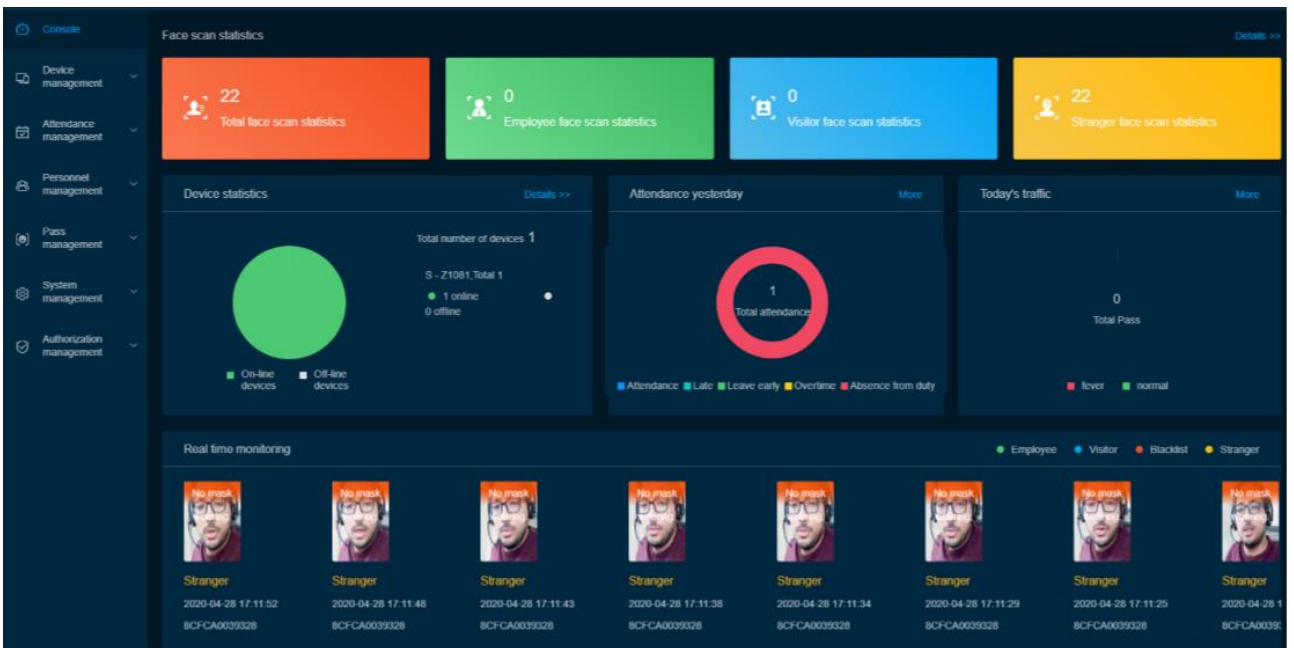 Console
Device
management
Attendance
management
Personnel
management
Pass
management
System
management
Authorization
management
Face scan statistics
Details >>
22
Total face scan statistics
0
Employee face scan statistics
0
Visitor face scan statistics
22
Stranger face scan statistics
Device statistics
Details >>
Total number of devices 1
S - Z1081,Total 1
1 online
0 offline
On-line
devices
Off-line
devices
Attendance yesterday
More
1
Total attendance
Attendance Late Leave early Overtime Absence from duty
Today's traffic
More
0
Total Pass
fever normal
Real time monitoring
Employee Visitor Blacklist Stranger
No mask
Stranger
2020-04-28 17:11:52
8CFCA0039328
No mask
Stranger
2020-04-28 17:11:48
8CFCA0039328
No mask
Stranger
2020-04-28 17:11:43
8CFCA0039328
No mask
Stranger
2020-04-28 17:11:38
8CFCA0039328
No mask
Stranger
2020-04-28 17:11:34
8CFCA0039328
No mask
Stranger
2020-04-28 17:11:29
8CFCA0039328
No mask
Stranger
2020-04-28 17:11:25
8CFCA0039328
No mask
Stranger
2020-04-28